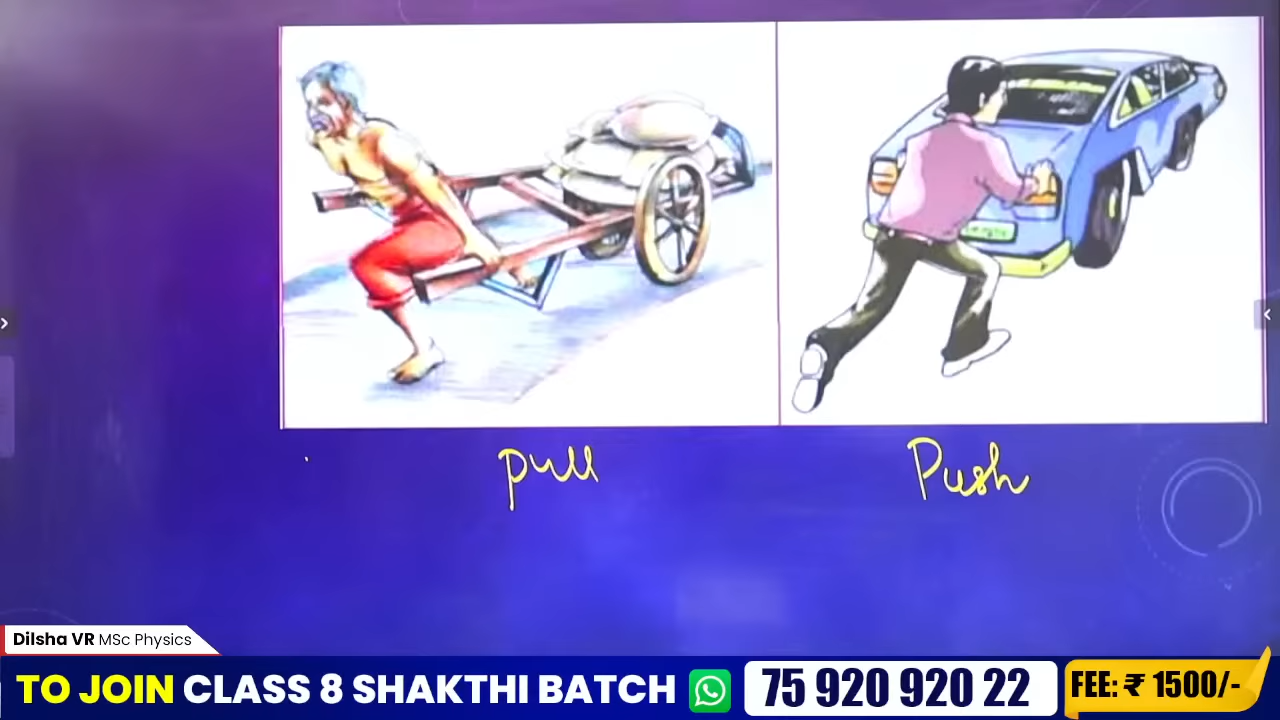 pull
Push
Dilsha VR MSc Physics
TO JOIN CLASS 8 SHAKTHI BATCH 75 920 920 22 FEE: ₹ 1500/-